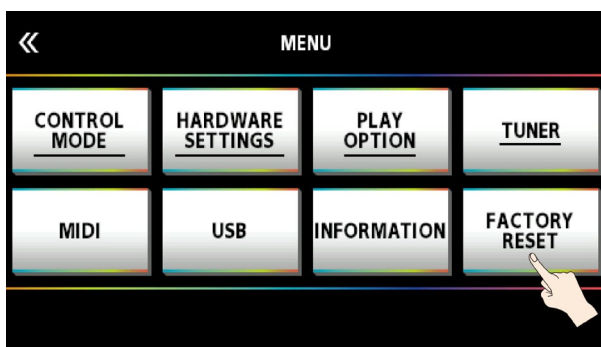 MENU
CONTROL
MODE
HARDWARE
SETTINGS
PLAY
OPTION
TUNER
MIDI
USB
INFORMATION
FACTORY
RESET